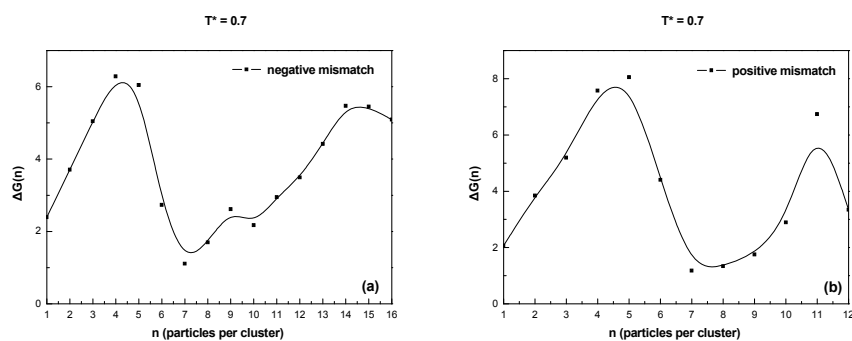 T* = 0.7
negative mismatch
ΔG(n)
6
4
2
0
1 2 3 4 5 6 7 8 9 10 11 12 13 14 15 16
n (particles per cluster)
(a)
T* = 0.7
positive mismatch
ΔG(n)
8
6
4
2
0
1 2 3 4 5 6 7 8 9 10 11 12
n (particles per cluster)
(b)